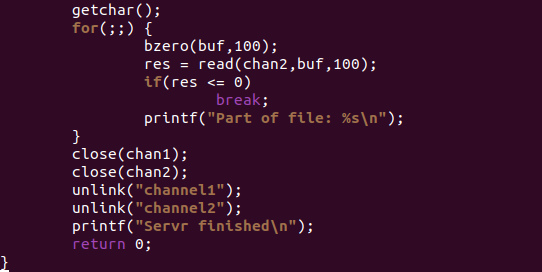 getchar();
for(;;) {
bzero(buf,100);
res = read(chan2,buf,100);
if(res <= 0)
break;
printf("Part of file: %s\n");
}
close(chan1);
close(chan2);
unlink("channel1");
unlink("channel2");
printf("Servr finished\n");
return 0;
}